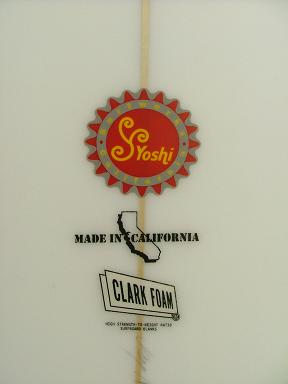 Yoshi
MADE IN CALIFORNIA
CLARK FOAM
HIGH STRENGTH-TO-WEIGHT RATIO
SURFBOARD BLANKS